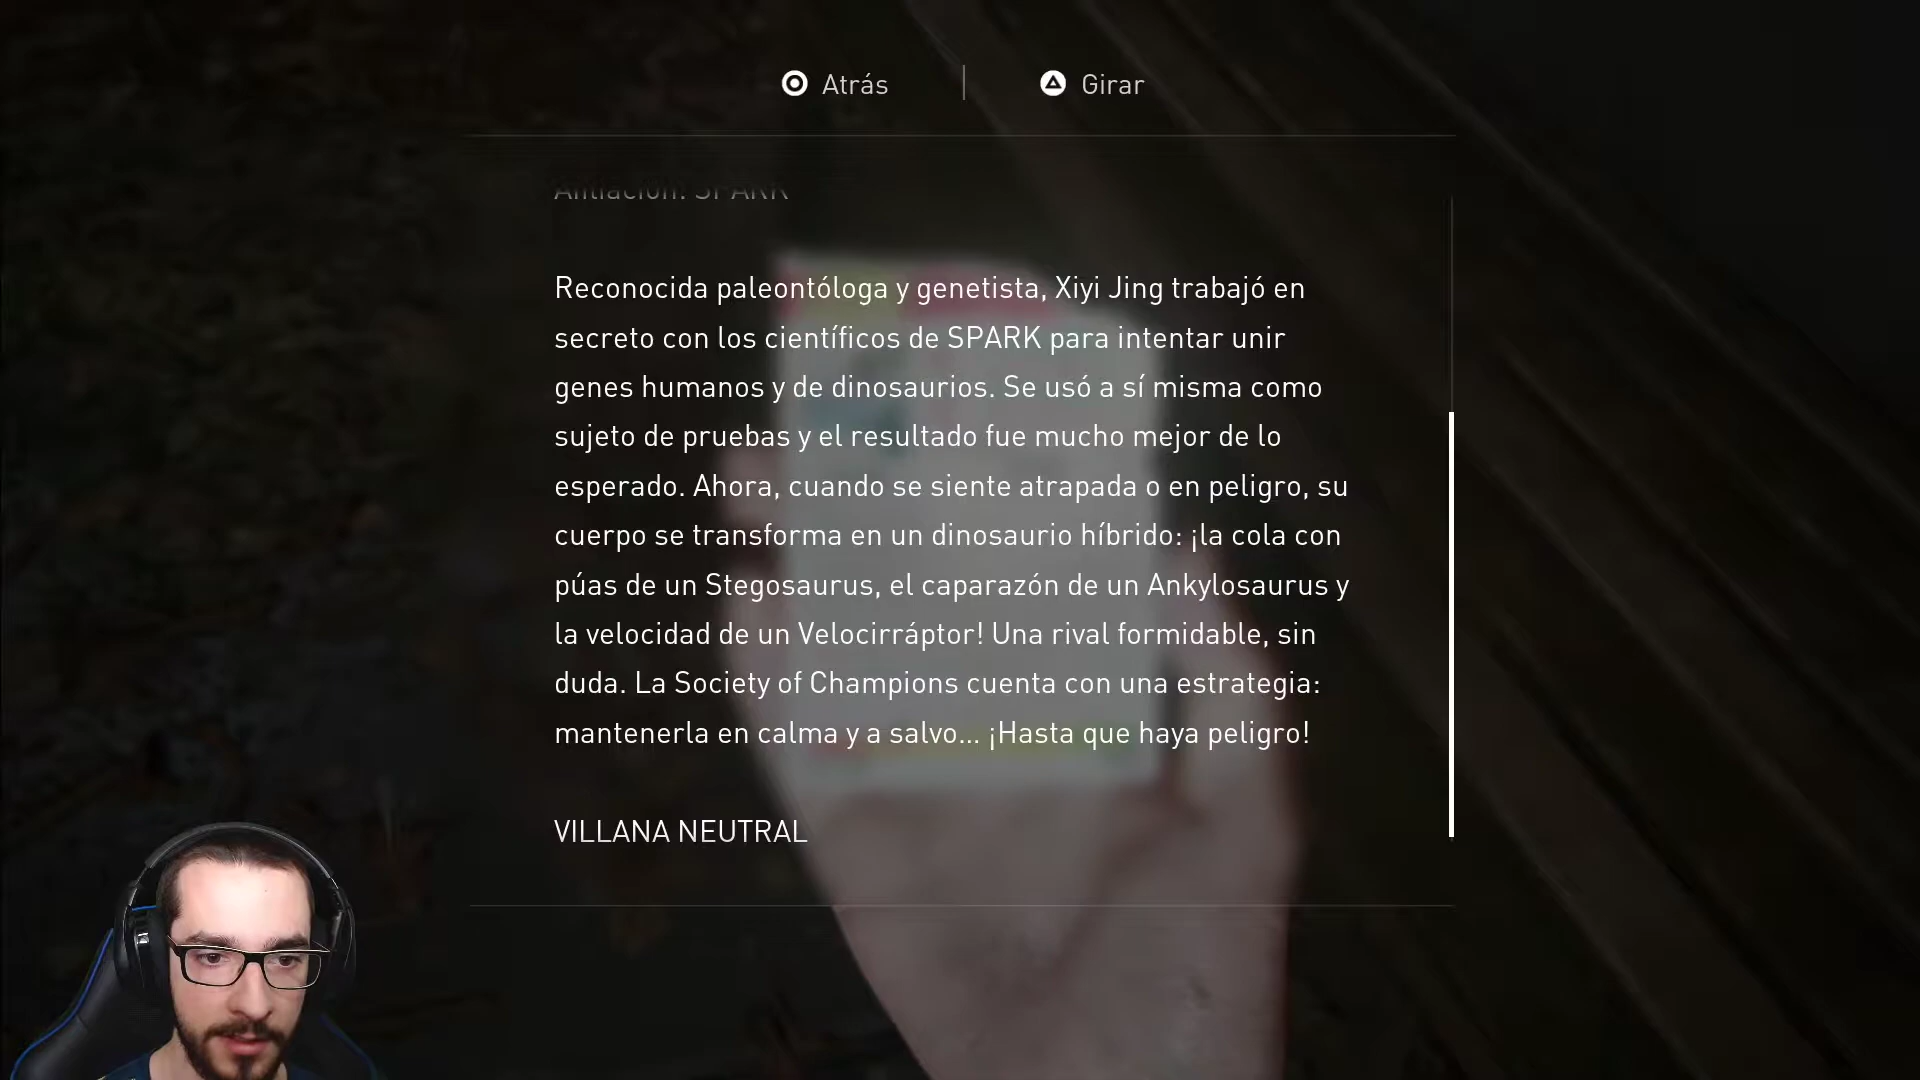 Atrás
Girar
Afiliación: SPARK
Reconocida paleontóloga y genetista, Xiyi Jing trabajó en
secreto con los científicos de SPARK para intentar unir
genes humanos y de dinosaurios. Se usó a sí misma como
sujeto de pruebas y el resultado fue mucho mejor de lo
esperado. Ahora, cuando se siente atrapada o en peligro, su
cuerpo se transforma en un dinosaurio híbrido: ¡la cola con
púas de un Stegosaurus, el caparazón de un Ankylosaurus y
la velocidad de un Velocirráptor! Una rival formidable, sin
duda. La Society of Champions cuenta con una estrategia:
mantenerla en calma y a salvo... ¡Hasta que haya peligro!
VILLANA NEUTRAL